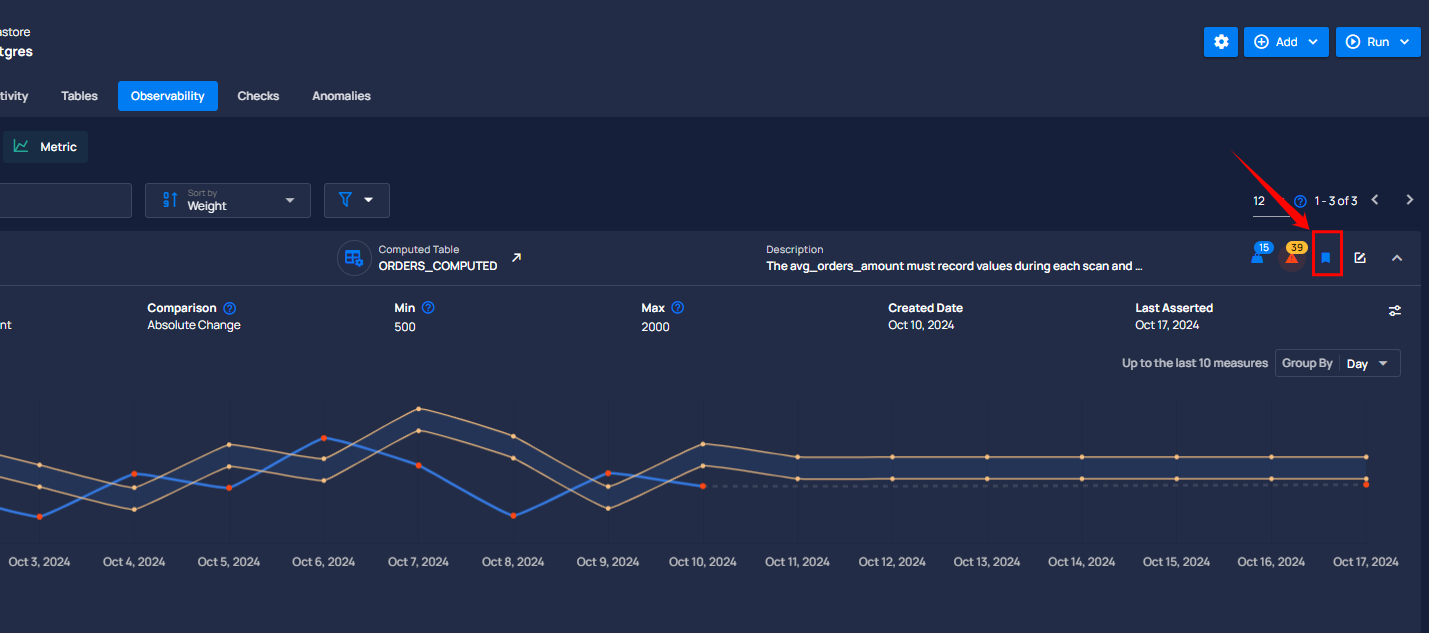 astore
tgres
Add
Run
tivity
Tables
Observability
Checks
Anomalies
Metric
Sort by
Weight
12
1 - 3 of 3
Computed Table
ORDERS_COMPUTED
Description
The avg_orders_amount must record values during each scan and ...
15
39
nt
Comparison
Absolute Change
Min
500
Max
2000
Created Date
Oct 10, 2024
Last Asserted
Oct 17, 2024
Up to the last 10 measures
Group By
Day
Oct 3, 2024
Oct 4, 2024
Oct 5, 2024
Oct 6, 2024
Oct 7, 2024
Oct 8, 2024
Oct 9, 2024
Oct 10, 2024
Oct 11, 2024
Oct 12, 2024
Oct 13, 2024
Oct 14, 2024
Oct 15, 2024
Oct 16, 2024
Oct 17, 2024